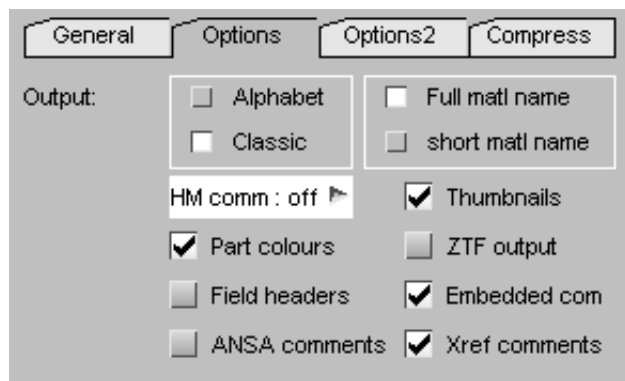 General Options Options2 Compress
Output: Alphabet Full matl name
Classic short matl name
HM comm : off Thumbnails
Part colours ZTF output
Field headers Embedded com
ANSA comments Xref comments